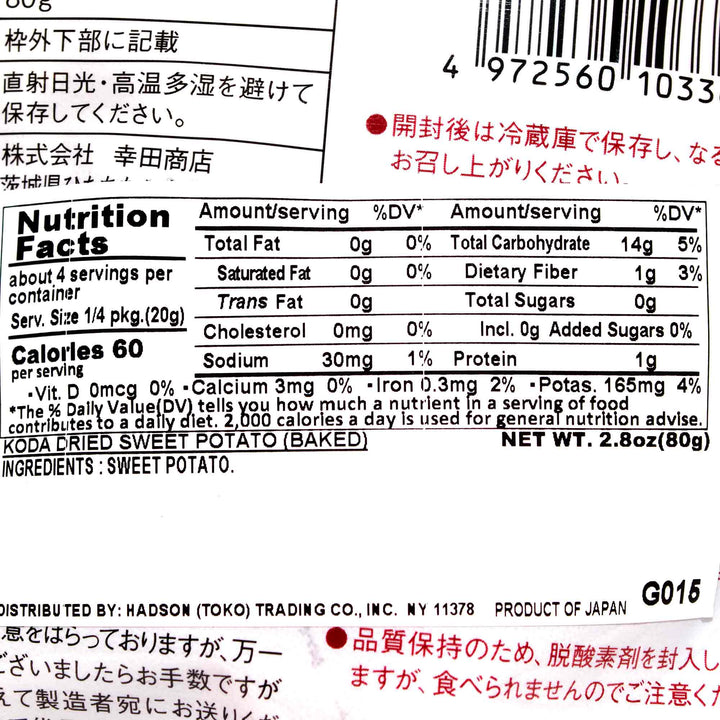 80g
枠外下部に記載
直射日光・高温多湿を避けて
保存してください。
株式会社 幸田商店
茨城県ひたちなか
4 972560 1033
●開封後は冷蔵庫で保存し、なる
お召し上がりください。
Nutrition Facts
about 4 servings per container
Serv. Size 1/4 pkg.(20g)
Calories 60
per serving
Amount/serving %DV* Amount/serving %DV*
Total Fat 0g 0% Total Carbohydrate 14g 5%
Saturated Fat 0g 0% Dietary Fiber 1g 3%
Trans Fat 0g Total Sugars 0g
Cholesterol 0mg 0% Incl. 0g Added Sugars 0%
Sodium 30mg 1% Protein 1g
•Vit. D 0mcg 0% •Calcium 3mg 0% •Iron 0.3mg 2% •Potas. 165mg 4%
*The % Daily Value(DV) tells you how much a nutrient in a serving of food
contributes to a daily diet. 2,000 calories a day is used for general nutrition advise.
KODA DRIED SWEET POTATO (BAKED) NET WT. 2.8oz(80g)
INGREDIENTS : SWEET POTATO.
DISTRIBUTED BY: HADSON (TOKO) TRADING CO., INC. NY 11378 PRODUCT OF JAPAN G015
息をはらっておりますが、万一
ございましたらお手数ですが
えて製造者宛にお送りくだ
●品質保持のため、脱酸素剤を封入し
ますが、食べられませんのでご注意くだ